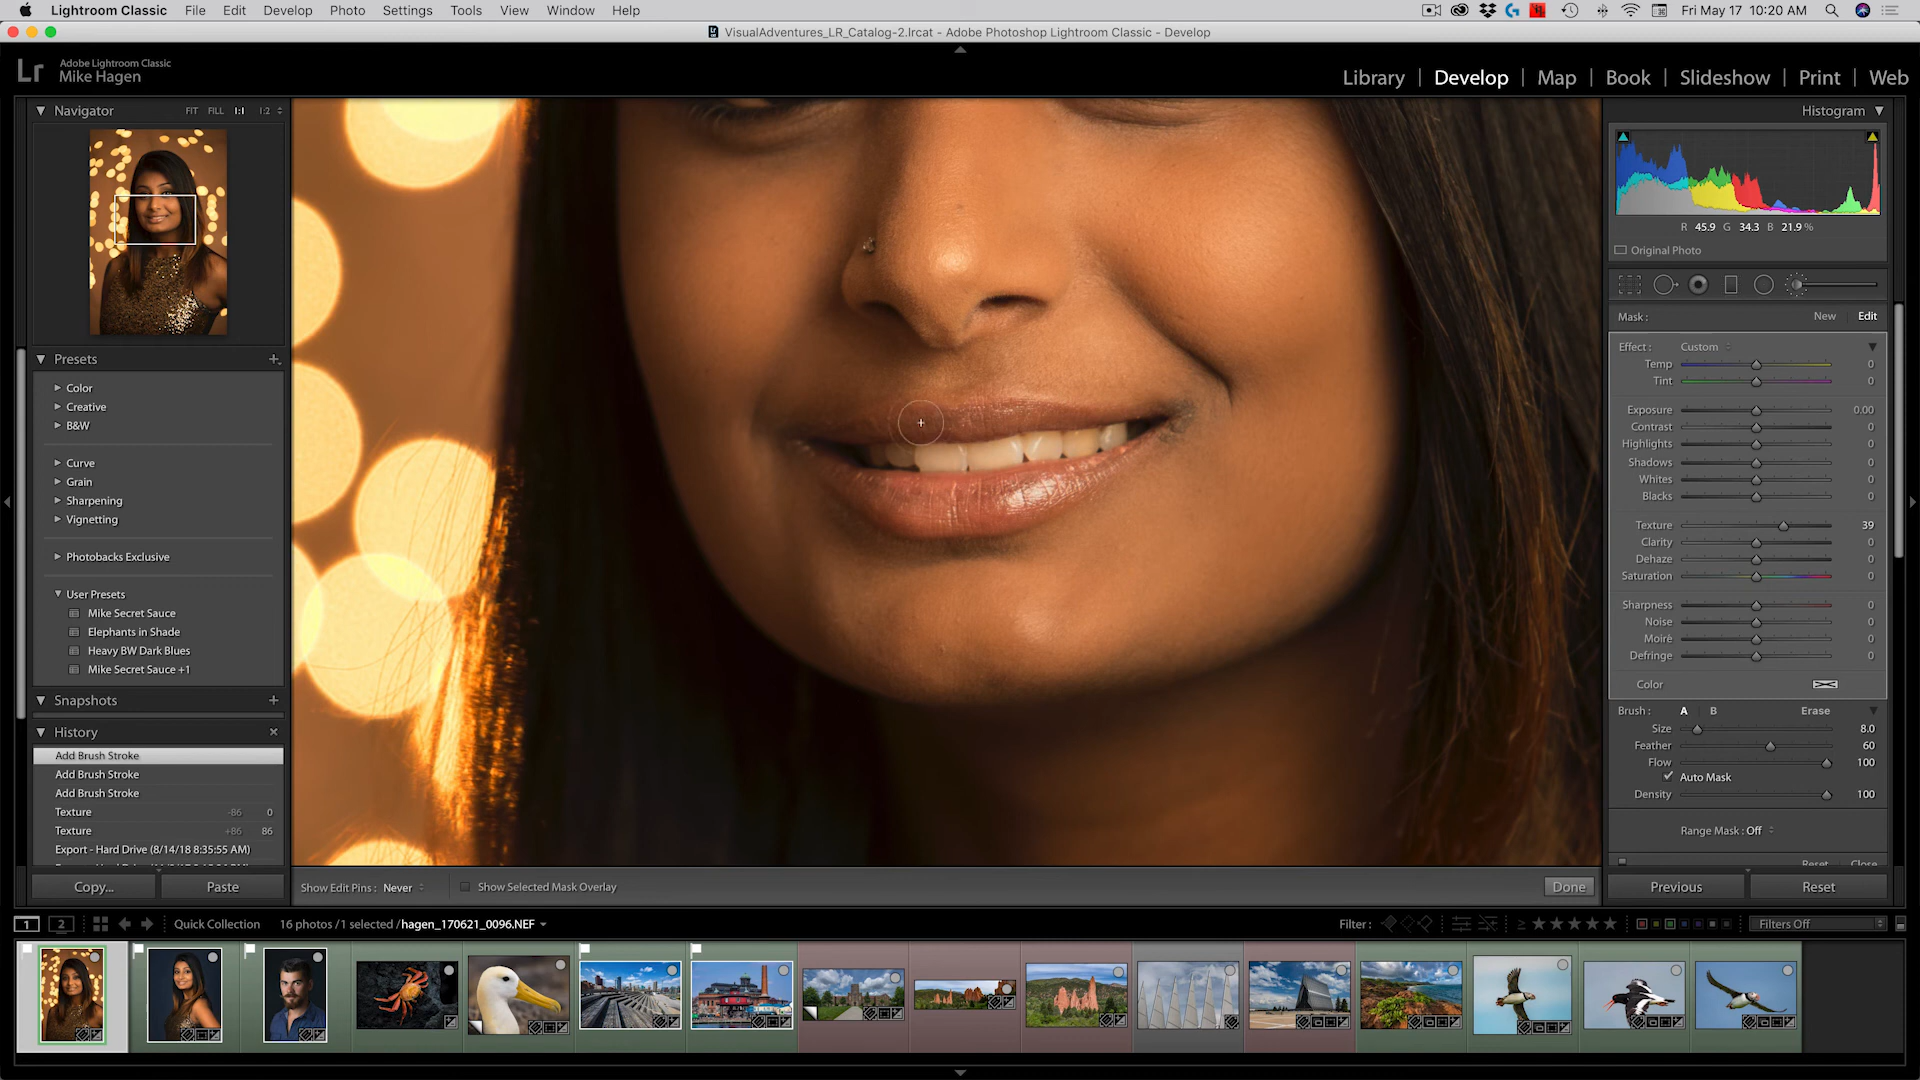 Lightroom Classic File Edit Develop Photo Settings Tools View Window Help Fri May 17 10:20 AM
VisualAdventures_LR_Catalog-2.lrcat - Adobe Photoshop Lightroom Classic - Develop
Lr
Adobe Lightroom Classic
Mike Hagen
Library | Develop | Map | Book | Slideshow | Print | Web
Navigator FIT FILL 1:1 1:2
Presets
Color
Creative
B&W
Curve
Grain
Sharpening
Vignetting
Photobacks Exclusive
User Presets
Mike Secret Sauce
Elephants in Shade
Heavy BW Dark Blues
Mike Secret Sauce +1
Snapshots
History
Add Brush Stroke
Add Brush Stroke
Add Brush Stroke
Texture -86 0
Texture +86 86
Export - Hard Drive (8/14/18 8:35:55 AM)
Copy... Paste
Show Edit Pins : Never Show Selected Mask Overlay Done
Histogram
R 45.9 G 34.3 B 21.9 %
Original Photo
Mask : New Edit
Effect : Custom
Temp 0
Tint 0
Exposure 0.00
Contrast 0
Highlights 0
Shadows 0
Whites 0
Blacks 0
Texture 39
Clarity 0
Dehaze 0
Saturation 0
Sharpness 0
Noise 0
Moiré 0
Defringe 0
Color
Brush : A B Erase
Size 8.0
Feather 60
Flow 100
Auto Mask
Density 100
Range Mask : Off
Reset Close
Previous Reset
1 2 Quick Collection 16 photos /1 selected /hagen_170621_0096.NEF Filter : ≥ Filters Off